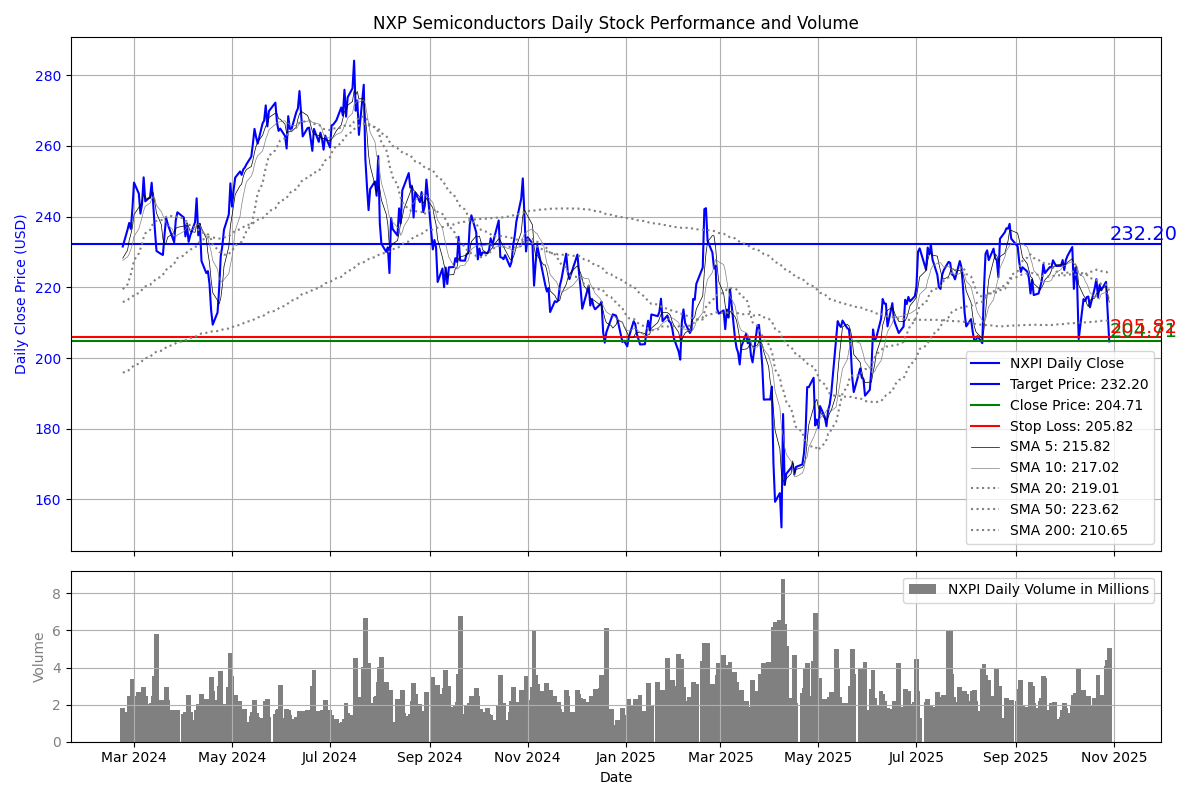 NXP Semiconductors Daily Stock Performance and Volume
Daily Close Price (USD)
280
260
240
220
200
180
160
232.20
205.82
204.71
NXPI Daily Close
Target Price: 232.20
Close Price: 204.71
Stop Loss: 205.82
SMA 5: 215.82
SMA 10: 217.02
SMA 20: 219.01
SMA 50: 223.62
SMA 200: 210.65
Volume
8
6
4
2
0
NXPI Daily Volume in Millions
Mar 2024 May 2024 Jul 2024 Sep 2024 Nov 2024 Jan 2025 Mar 2025 May 2025 Jul 2025 Sep 2025 Nov 2025
Date